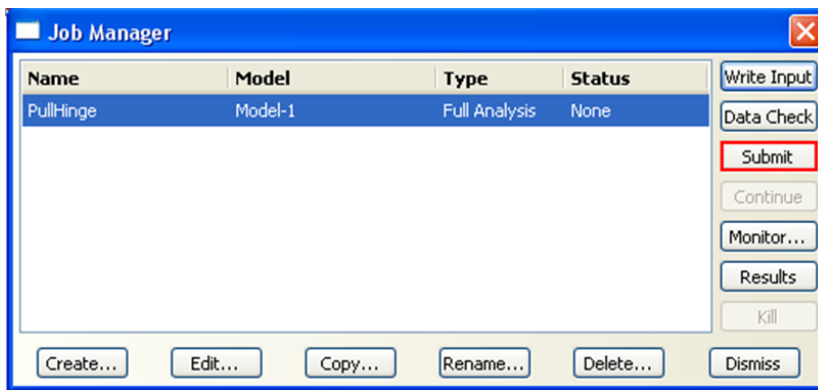 Job Manager
Name Model Type Status
PullHinge Model-1 Full Analysis None
Write Input
Data Check
Submit
Continue
Monitor...
Results
Kill
Create... Edit... Copy... Rename... Delete... Dismiss